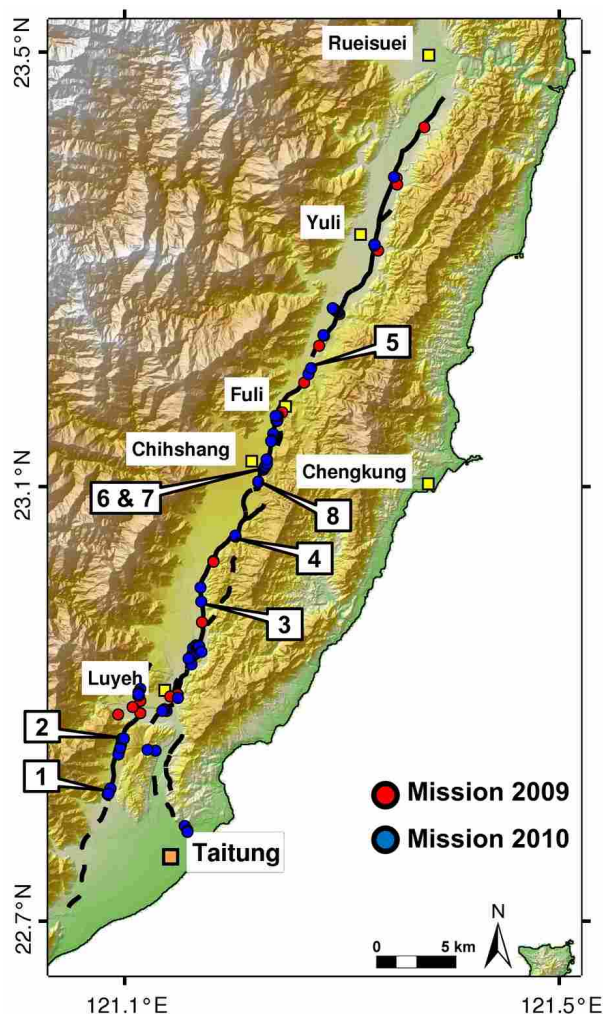 23.5°N
Rueisuei
Yuli
5
Fuli
Chihshang
Chengkung
23.1°N
6 & 7
8
4
3
Luyeh
2
1
Mission 2009
Mission 2010
Taitung
22.7°N
N
0 5 km
121.1°E
121.5°E